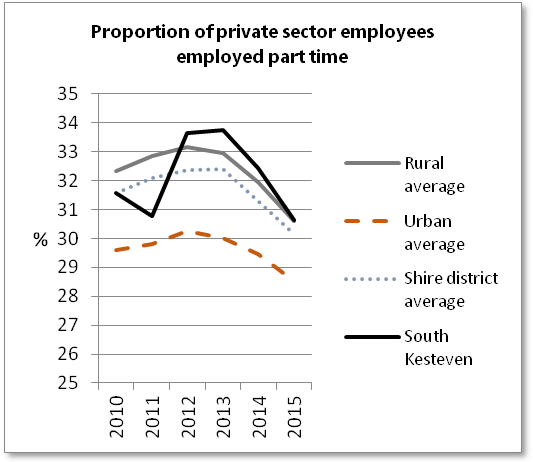 Proportion of private sector employees
employed part time
35
34
33
32
31
30
29
28
27
26
25
%
2010
2011
2012
2013
2014
2015
Rural
average
Urban
average
Shire district
average
South
Kesteven